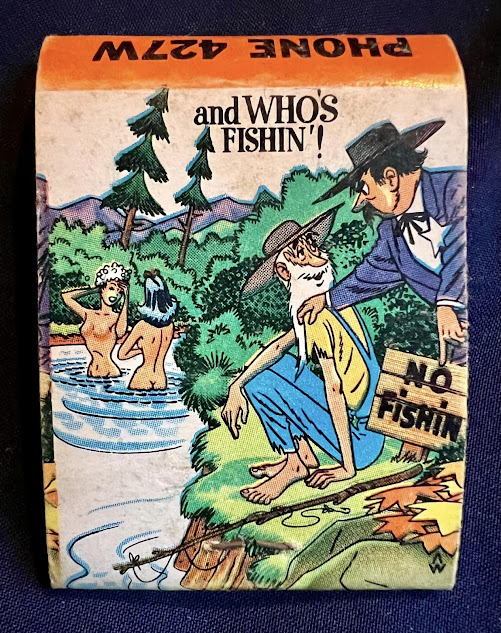 PHONE 427W
and WHO'S
FISHIN'!
NO
FISHIN
W